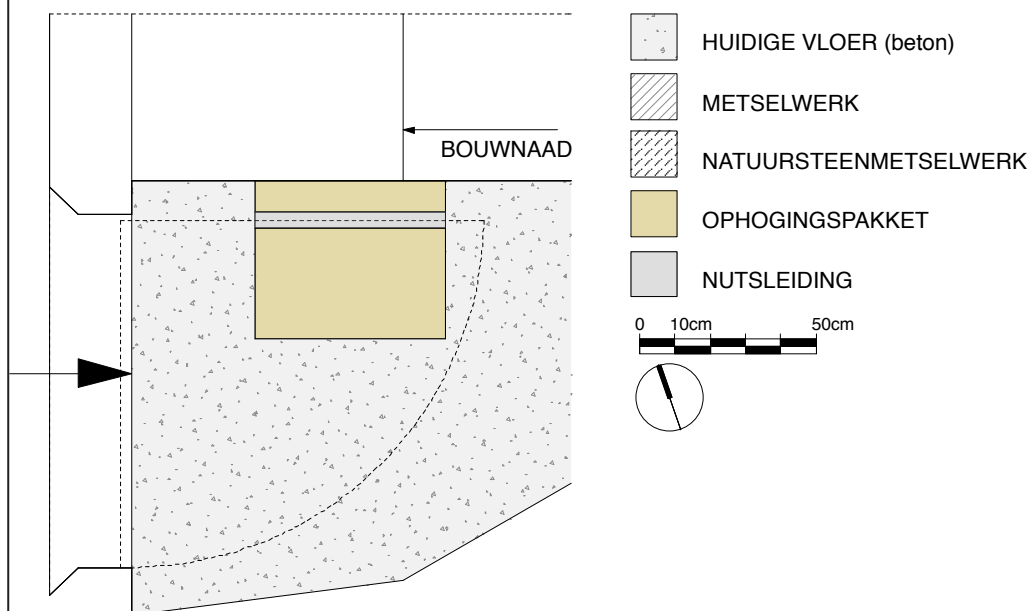 HUIDIGE VLOER (beton)
METSELWERK
BOUWNAAD
NATUURSTEENMETSELWERK
OPHOGINGSPAKKET
NUTSLEIDING
0 10cm 50cm